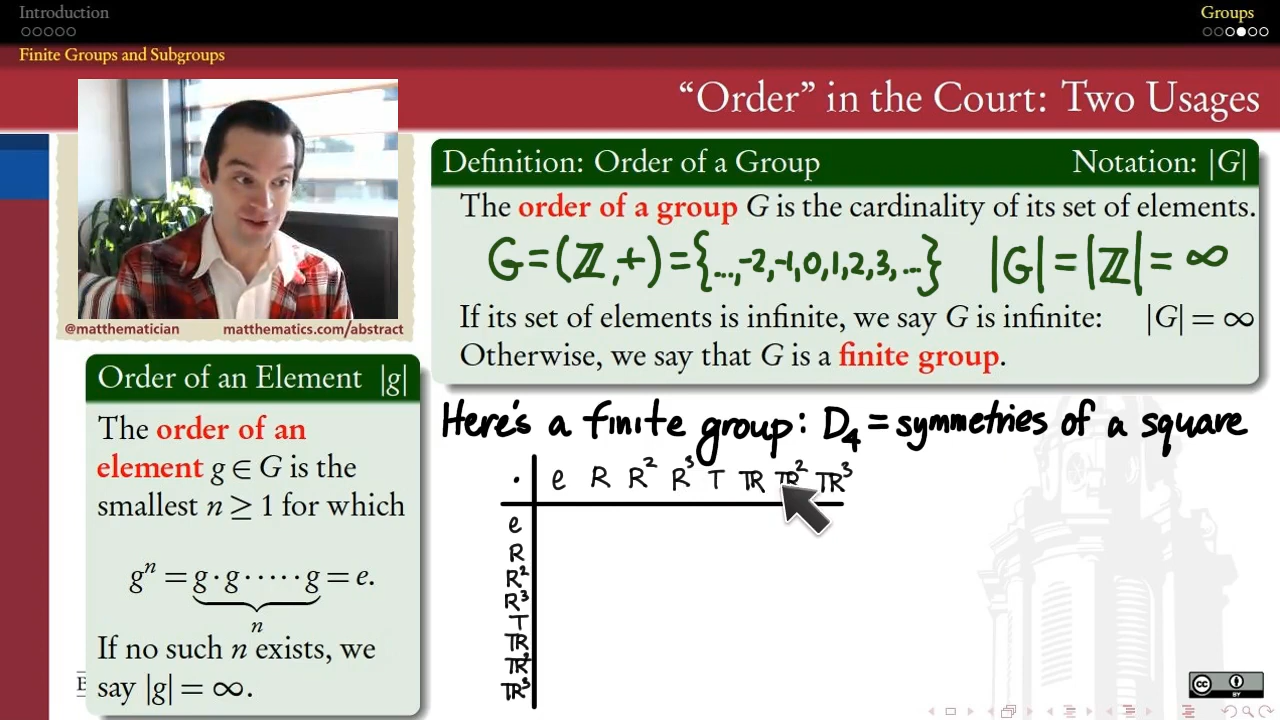 Introduction
Groups
Finite Groups and Subgroups
“Order” in the Court: Two Usages
@matthematician matthematics.com/abstract
Definition: Order of a Group Notation: |G|
The order of a group G is the cardinality of its set of elements.
G=(ℤ,+)={...,-2,-1,0,1,2,3,...} |G|=|ℤ|=∞
If its set of elements is infinite, we say G is infinite: |G| = ∞
Otherwise, we say that G is a finite group.
Order of an Element |g|
The order of an
element g ∈ G is the
smallest n ≥ 1 for which
gⁿ = g · g · · · · · g = e.
n
If no such n exists, we
say |g| = ∞.
Here's a finite group: D₄ = symmetries of a square
· e R R² R³ T TR TR² TR³
e
R
R²
R³
T
TR
TR²
TR³
CC BY